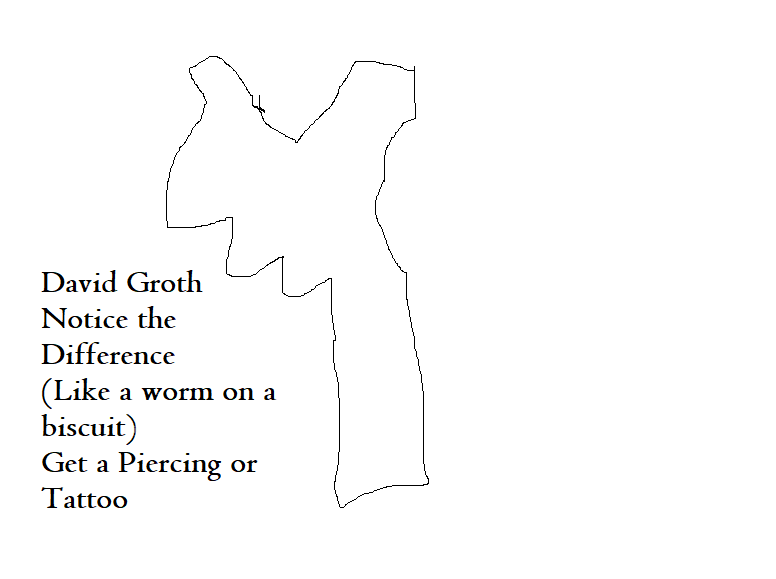 David Groth
Notice the
Difference
(Like a worm on a
biscuit)
Get a Piercing or
Tattoo